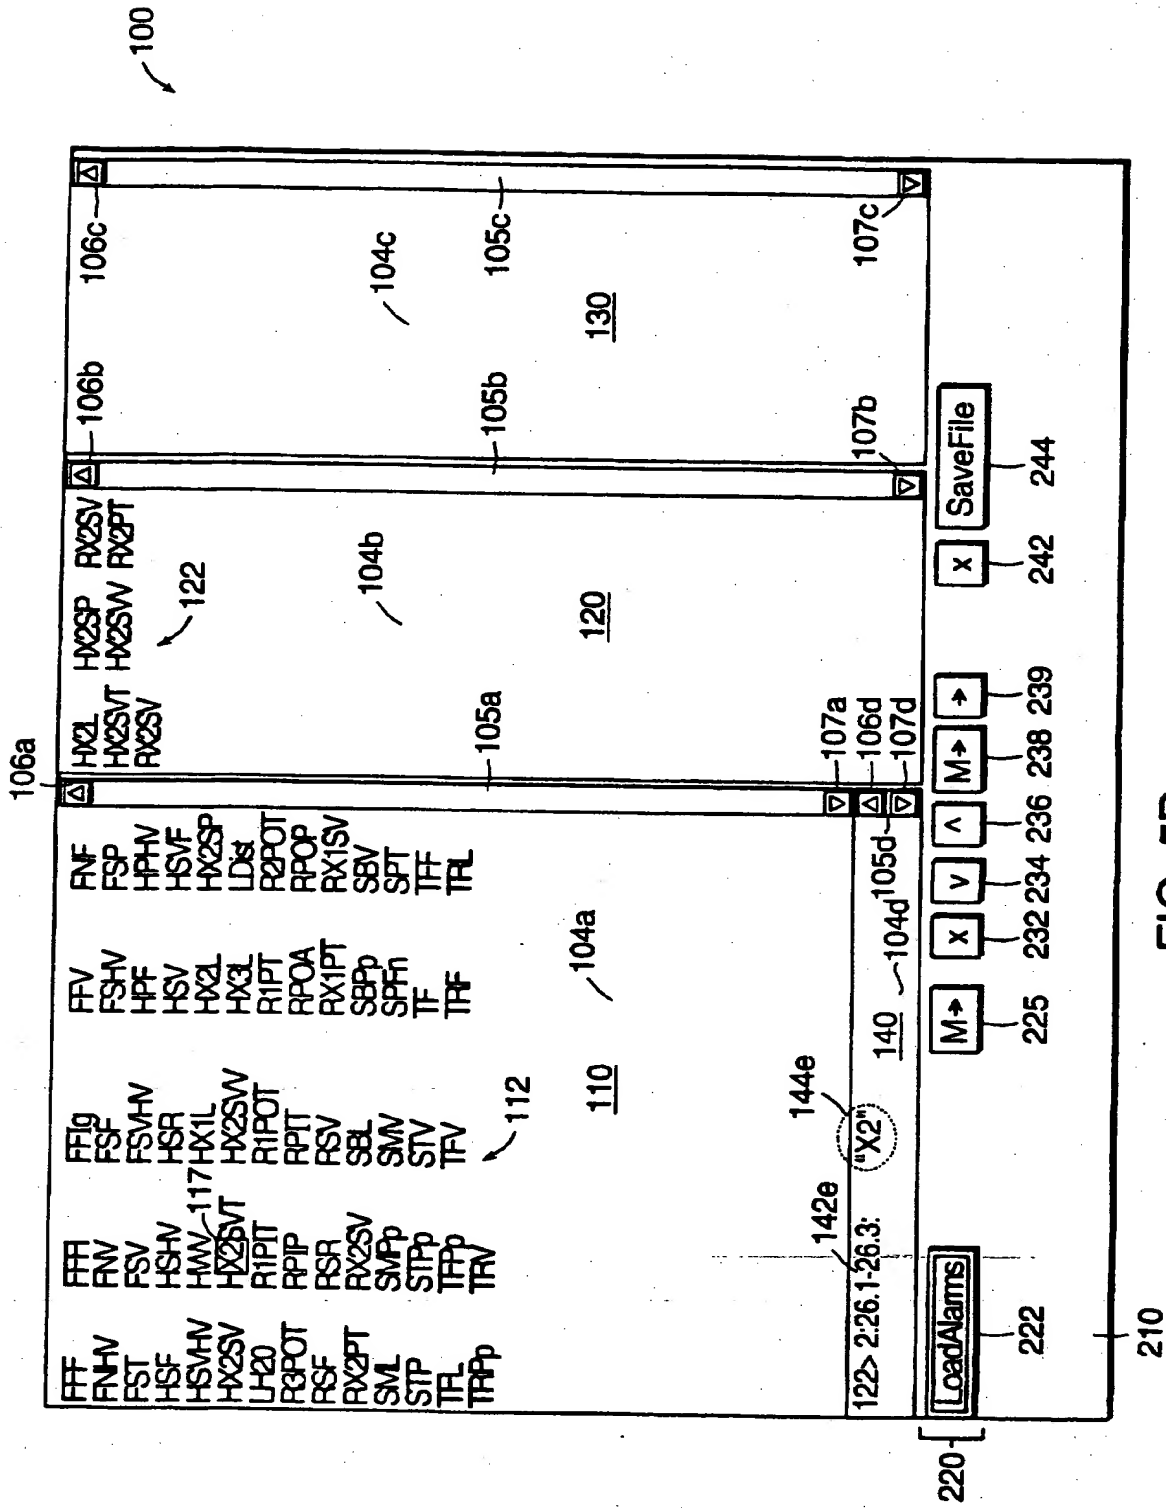 100
106a
106b
106c
FFF FFFI FFIg FFV FNF
FNHV FNV FSF FSHV FSP
FST FSV FSVHV HPF HPHV
HSF HSHV HSR HSV HSVF
HSVHV HWV HX1L HX2L HX2SP
HX2SV HX2SVT HX2SVV HX3L LDist
LH20 R1PIT R1POT R1PT R2POT
R3POT RPIP RPIT RPOA RPOP
RSF RSR RSV RX1PT RX1SV
RX2PT RX2SV SBL SBPp SBV
SML SMPp SMV SPFn SPT
STP STPp STV TF TFF
TFL TFPp TFV TRF TRL
TRPp TRV
117
112
HX2L HX2SP RX2SV
HX2SVT HX2SVV RX2PT
RX2SV
122
104a
104b
104c
105a
105b
105c
110
120
130
142e
144e
107a
106d
107d
107b
107c
122> 2:26.1-26.3: "X2"
140
104d
105d
220
LoadAlarms M→ x v ^ M→ → x SaveFile
222 225 232 234 236 238 239 242 244
210